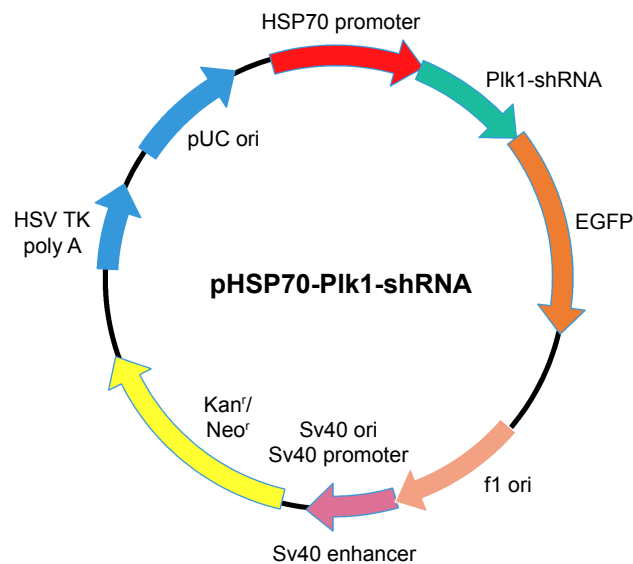 HSP70 promoter
Plk1-shRNA
pUC ori
HSV TK
poly A
EGFP
pHSP70-Plk1-shRNA
Kanʳ/
Neoʳ
Sv40 ori
Sv40 promoter
f1 ori
Sv40 enhancer